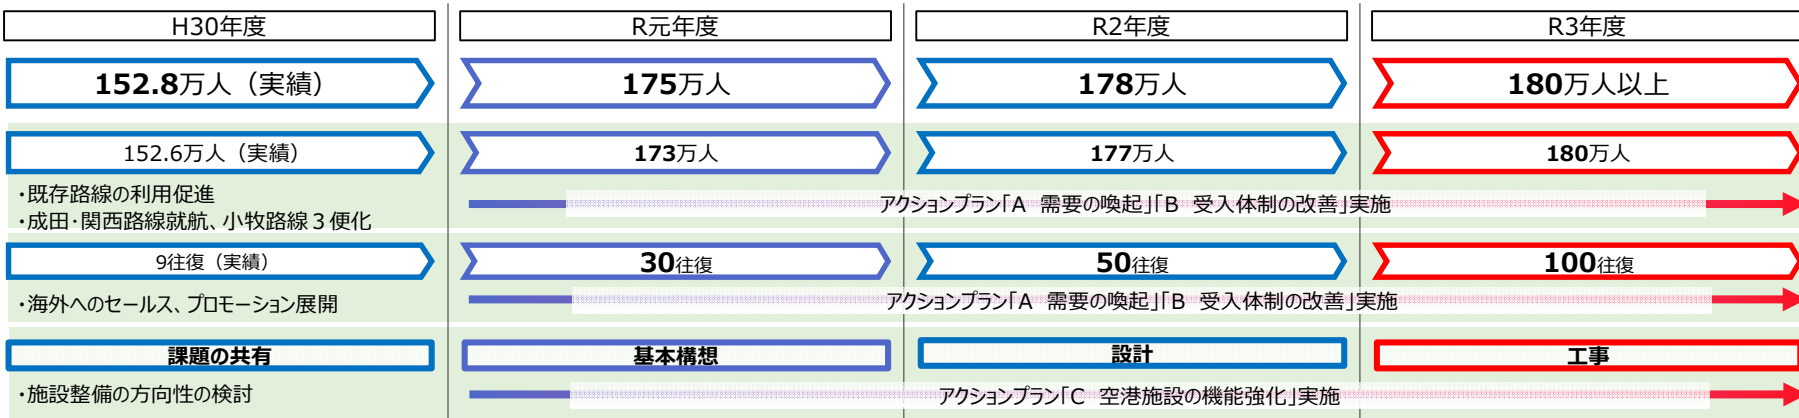 H30年度
R元年度
R2年度
R3年度
152.8万人（実績）
175万人
178万人
180万人以上
152.6万人（実績）
173万人
177万人
180万人
・既存路線の利用促進
・成田・関西路線就航、小牧路線３便化
アクションプラン「A　需要の喚起」「B　受入体制の改善」実施
9往復（実績）
30往復
50往復
100往復
・海外へのセールス、プロモーション展開
アクションプラン「A　需要の喚起」「B　受入体制の改善」実施
課題の共有
基本構想
設計
工事
・施設整備の方向性の検討
アクションプラン「C　空港施設の機能強化」実施